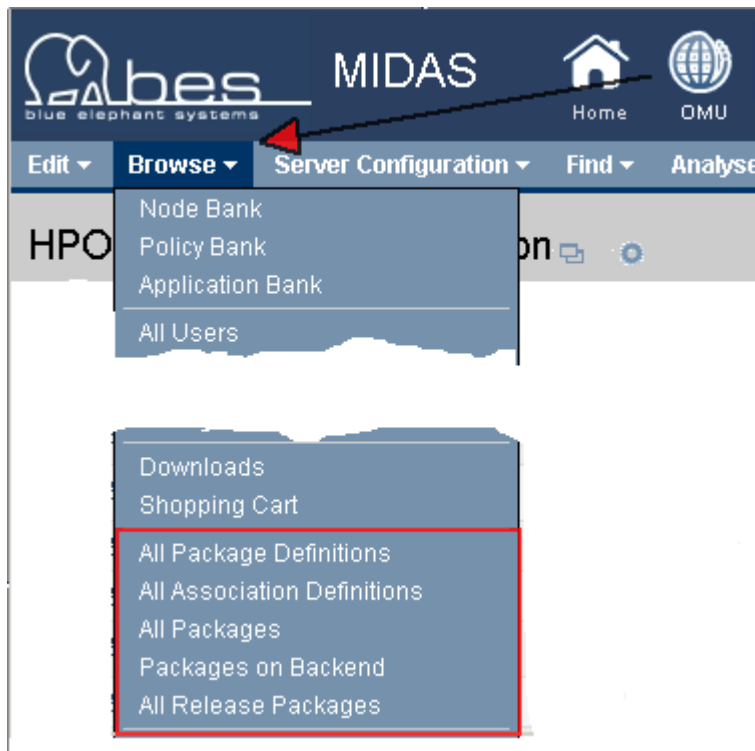 bes
blue elephant systems
MIDAS
Home
OMU
Edit
Browse
Server Configuration
Find
Analyse
HPO
on
Node Bank
Policy Bank
Application Bank
All Users
Downloads
Shopping Cart
All Package Definitions
All Association Definitions
All Packages
Packages on Backend
All Release Packages